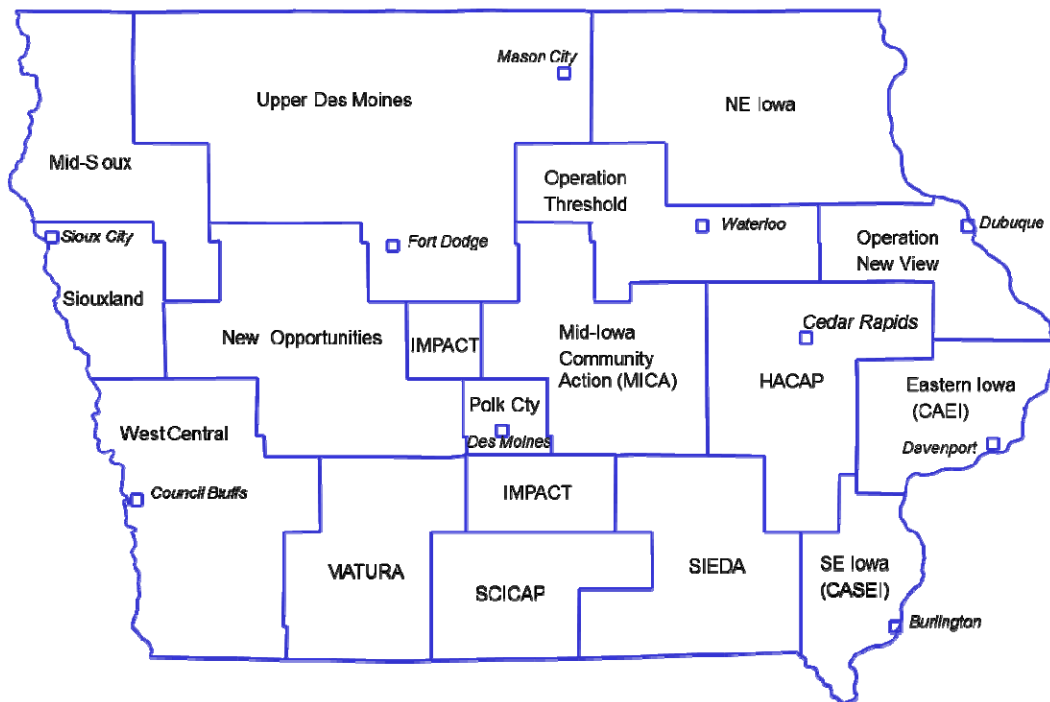 Mason City
Upper Des Moines
NE Iowa
Mid-Sioux
Operation
Threshold
Sioux City
Fort Dodge
Waterloo
Dubuque
Operation
New View
Siouxland
New Opportunities
IMPACT
Mid-Iowa
Community
Action (MICA)
Cedar Rapids
HACAP
Eastern Iowa
(CAEI)
Polk Cty
Des Moines
West Central
Davenport
Council Bluffs
IMPACT
MATURA
SCICAP
SIEDA
SE Iowa
(CASEI)
Burlington